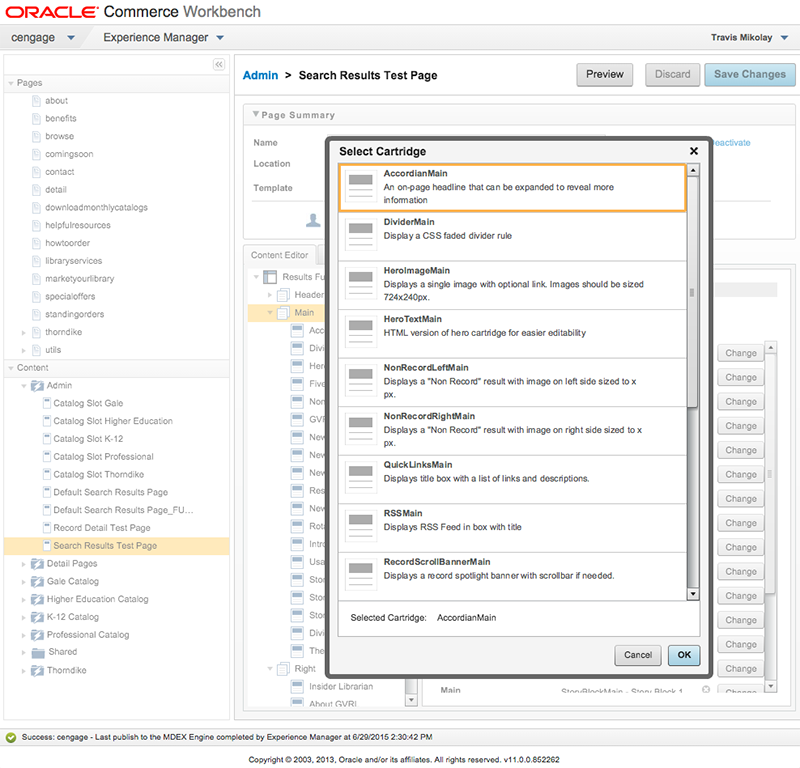 ORACLE Commerce Workbench
cengage Experience Manager Travis Mikolay
Pages
about
benefits
browse
comingsoon
contact
detail
downloadmonthlycatalogs
helpfulresources
howtoorder
libraryservices
marketyourlibrary
specialoffers
standingorders
thorndike
utils
Content
Admin
Catalog Slot Gale
Catalog Slot Higher Education
Catalog Slot K-12
Catalog Slot Professional
Catalog Slot Thorndike
Default Search Results Page
Default Search Results Page_FU...
Record Detail Test Page
Search Results Test Page
Detail Pages
Gale Catalog
Higher Education Catalog
K-12 Catalog
Professional Catalog
Shared
Thorndike
Admin > Search Results Test Page
Preview Discard Save Changes
Page Summary
Name
Location
Template
eactivate
Content Editor
Results Fu
Header
Main
Acc
Divi
Her
Five
Non
GVR
New
New
New
Res
New
Rota
Intro
Usa
Stor
Stor
Stor
Divi
The
Right
Insider Librarian
About GVRL
Select Cartridge
AccordianMain
An on-page headline that can be expanded to reveal more
information
DividerMain
Display a CSS faded divider rule
HeroImageMain
Displays a single image with optional link. Images should be sized
724x240px.
HeroTextMain
HTML version of hero cartridge for easier editability
NonRecordLeftMain
Displays a "Non Record" result with image on left side sized to x
px.
NonRecordRightMain
Displays a "Non Record" result with image on right side sized to x
px.
QuickLinksMain
Displays title box with a list of links and descriptions.
RSSMain
Displays RSS Feed in box with title
RecordScrollBannerMain
Displays a record spotlight banner with scrollbar if needed.
Selected Cartridge: AccordianMain
Cancel OK
Change
Change
Change
Change
Change
Change
Change
Change
Change
Change
Change
Change
Change
Change
Main StoryBlockMain - Story Block 1 Change
Success: cengage - Last publish to the MDEX Engine completed by Experience Manager at 6/29/2015 2:30:42 PM
Copyright © 2003, 2013, Oracle and/or its affiliates. All rights reserved. v11.0.0.852262